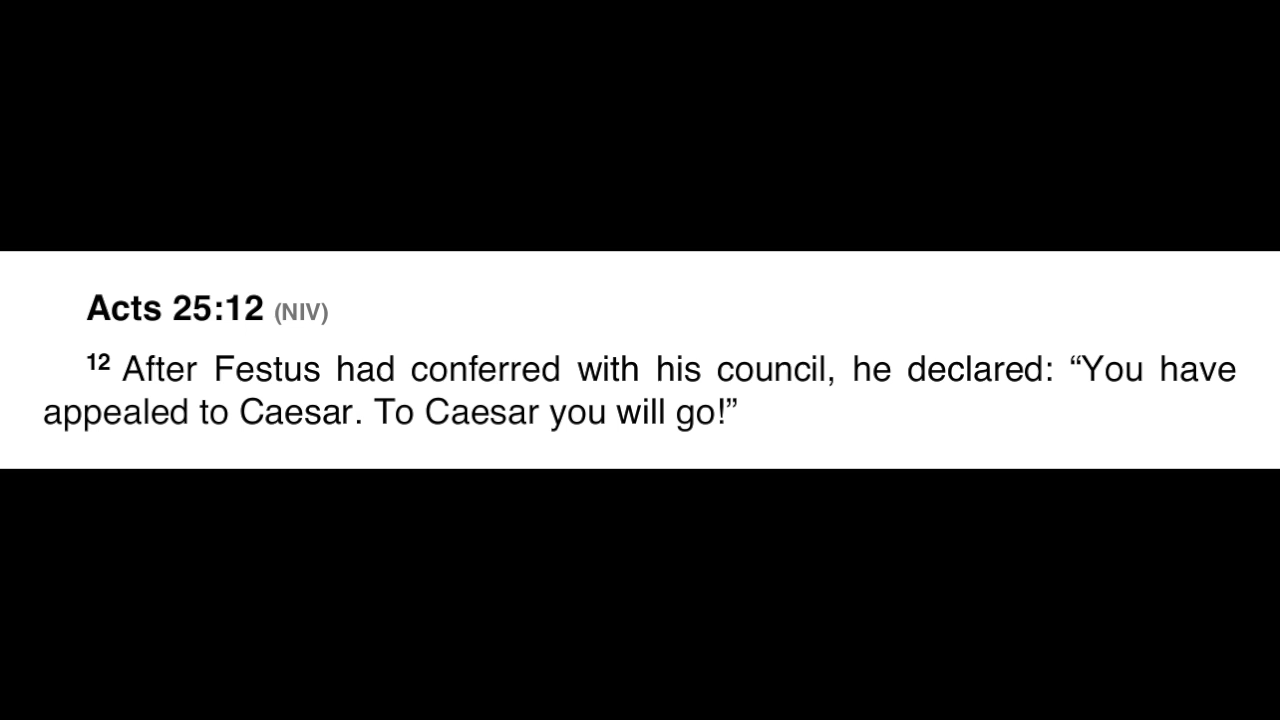 Acts 25:12 (NIV)
12 After Festus had conferred with his council, he declared: “You have
appealed to Caesar. To Caesar you will go!”